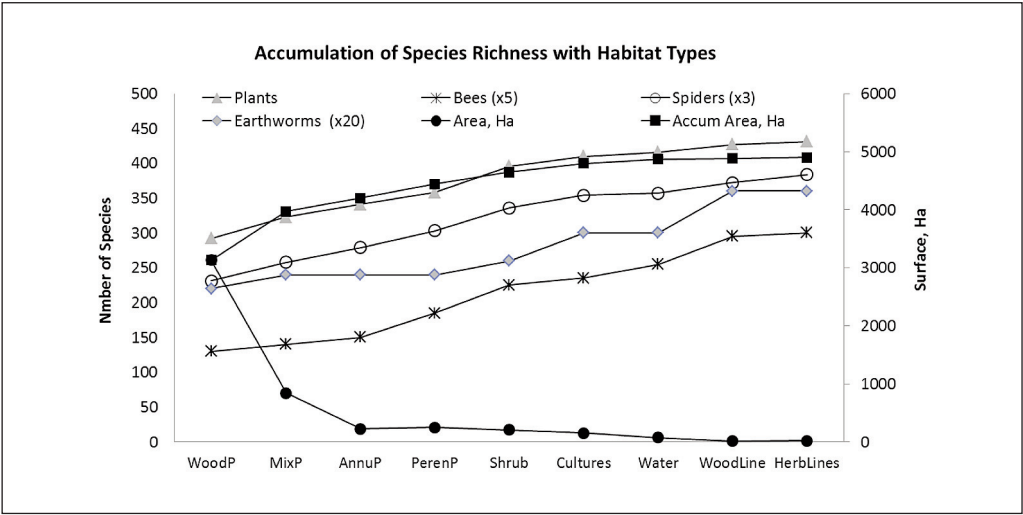 Accumulation of Species Richness with Habitat Types
500 6000
Plants Bees (x5) Spiders (x3)
450
Earthworms (x20) Area, Ha Accum Area, Ha
400 5000
350
300 4000
250 3000
200
150 2000
100 1000
50
0 0
Nmber of Species
Surface, Ha
WoodP MixP AnnuP PerenP Shrub Cultures Water WoodLine HerbLines